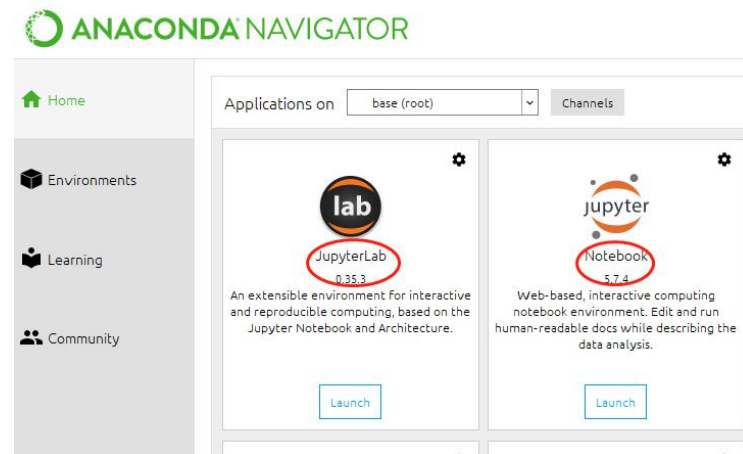 ANACONDA NAVIGATOR
Home
Applications on base (root) Channels
Environments
Learning
Community
lab
JupyterLab
0.35.3
An extensible environment for interactive
and reproducible computing, based on the
Jupyter Notebook and Architecture.
Launch
jupyter
Notebook
5.7.4
Web-based, interactive computing
notebook environment. Edit and run
human-readable docs while describing the
data analysis.
Launch